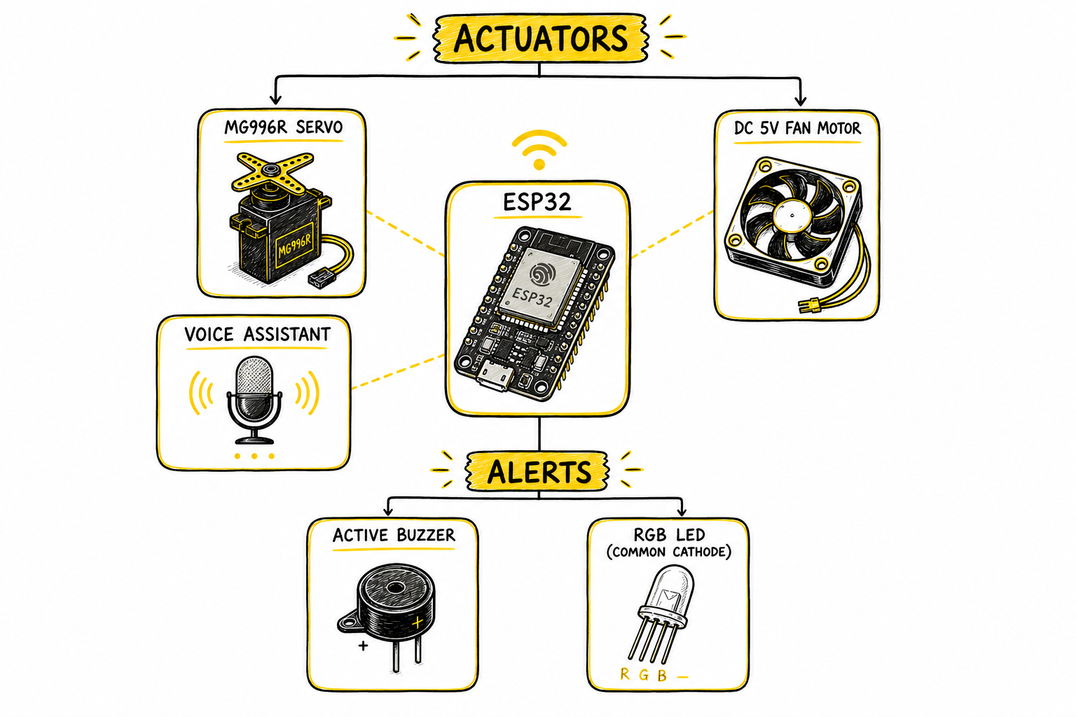 ACTUATORS
MG996R SERVO
MG996R
DC 5V FAN MOTOR
ESP32
ESP32
VOICE ASSISTANT
ALERTS
ACTIVE BUZZER
+
+
RGB LED
(COMMON CATHODE)
R G B –